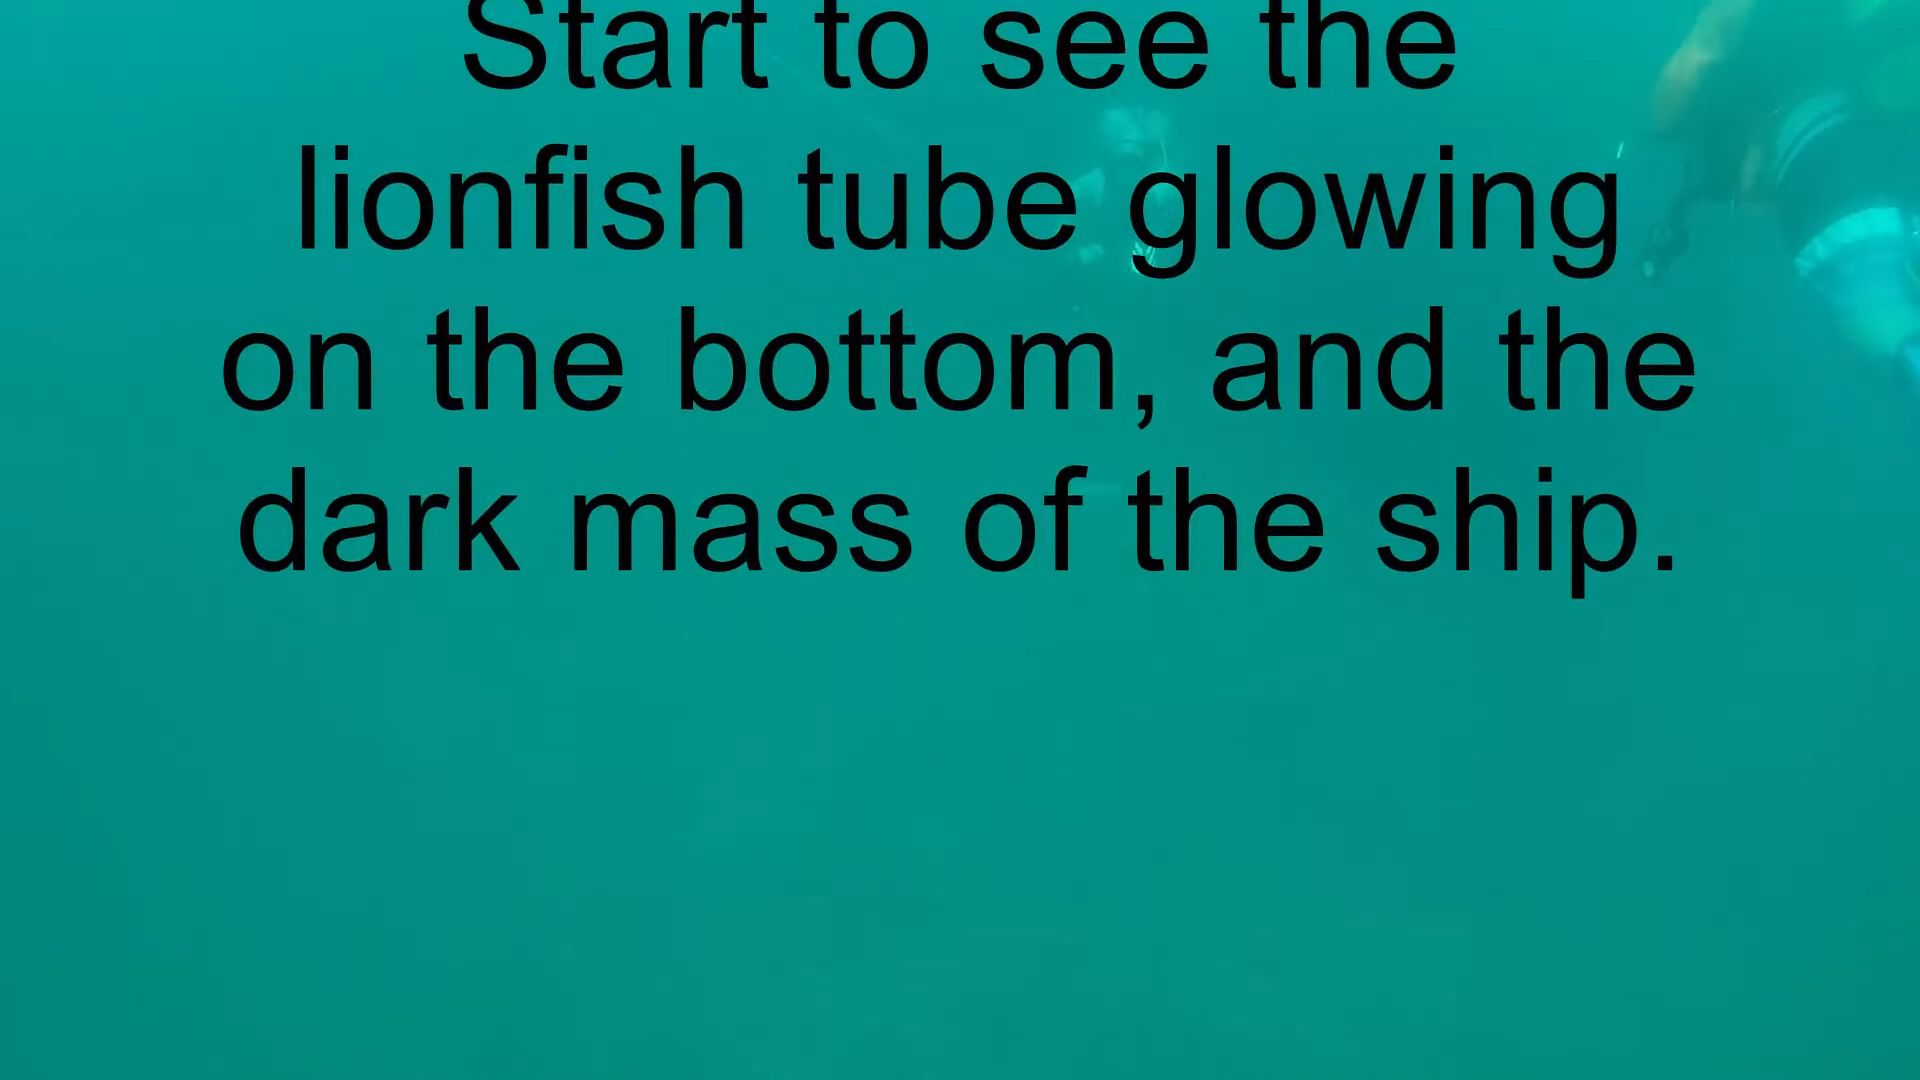 Start to see the
lionfish tube glowing
on the bottom, and the
dark mass of the ship.